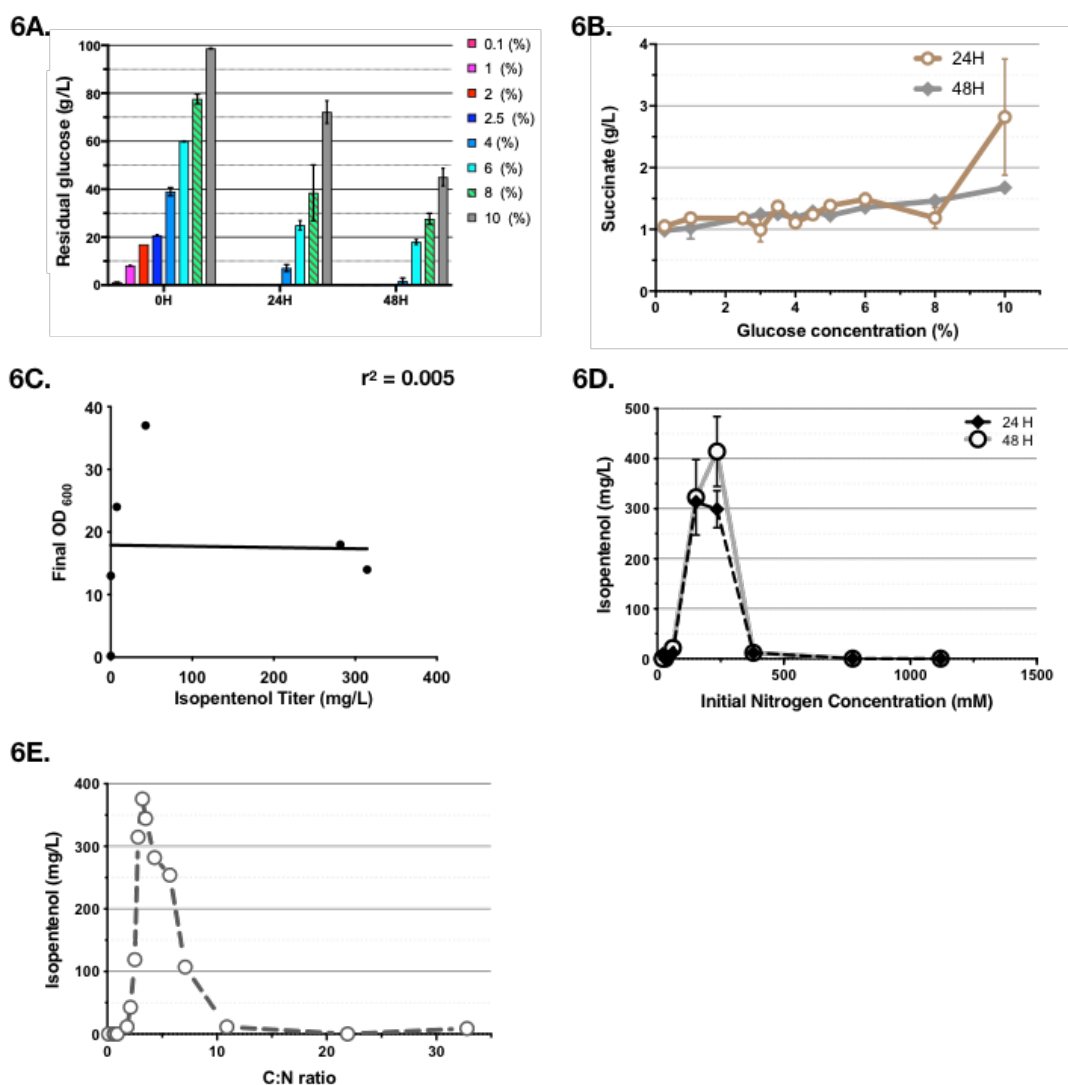 6A.
Residual glucose (g/L)
100
80
60
40
20
0
0H
24H
48H
0.1 (%)
1 (%)
2 (%)
2.5 (%)
4 (%)
6 (%)
8 (%)
10 (%)
6B.
Succinate (g/L)
4
3
2
1
0
0 2 4 6 8 10
Glucose concentration (%)
24H
48H
6C.
r² = 0.005
Final OD 600
40
30
20
10
0
0 100 200 300 400
Isopentenol Titer (mg/L)
6D.
Isopentenol (mg/L)
500
400
300
200
100
0
0 500 1000 1500
Initial Nitrogen Concentration (mM)
24 H
48 H
6E.
Isopentenol (mg/L)
400
300
200
100
0
0 10 20 30
C:N ratio